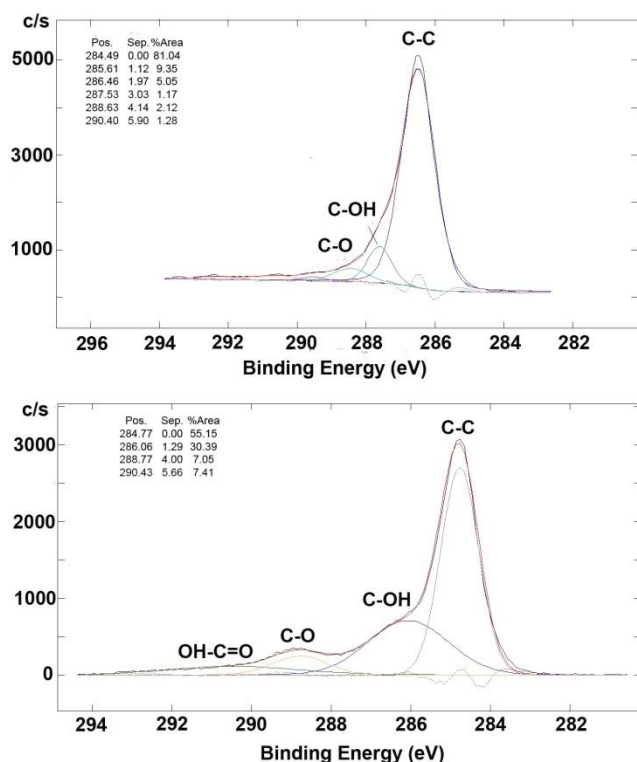 c/s
Pos. Sep. %Area
284.49 0.00 81.04
285.61 1.12 9.35
286.46 1.97 5.05
287.53 3.03 1.17
288.63 4.14 2.12
290.40 5.90 1.28
C-C
5000
3000
C-OH
C-O
1000
296 294 292 290 288 286 284 282
Binding Energy (eV)
c/s
Pos. Sep. %Area
284.77 0.00 55.15
286.06 1.29 30.39
288.77 4.00 7.05
290.43 5.66 7.41
C-C
3000
2000
C-OH
1000
C-O
OH-C=O
0
294 292 290 288 286 284 282
Binding Energy (eV)